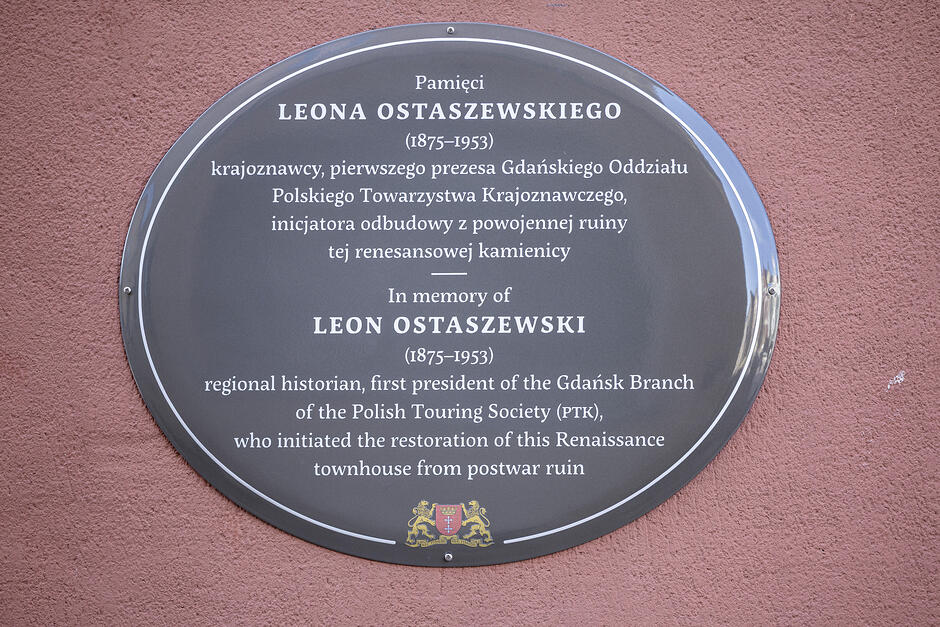 Pamięci
LEONA OSTASZEWSKIEGO
(1875–1953)
krajoznawcy, pierwszego prezesa Gdańskiego Oddziału
Polskiego Towarzystwa Krajoznawczego,
inicjatora odbudowy z powojennej ruiny
tej renesansowej kamienicy
In memory of
LEON OSTASZEWSKI
(1875–1953)
regional historian, first president of the Gdańsk Branch
of the Polish Touring Society (PTK),
who initiated the restoration of this Renaissance
townhouse from postwar ruin